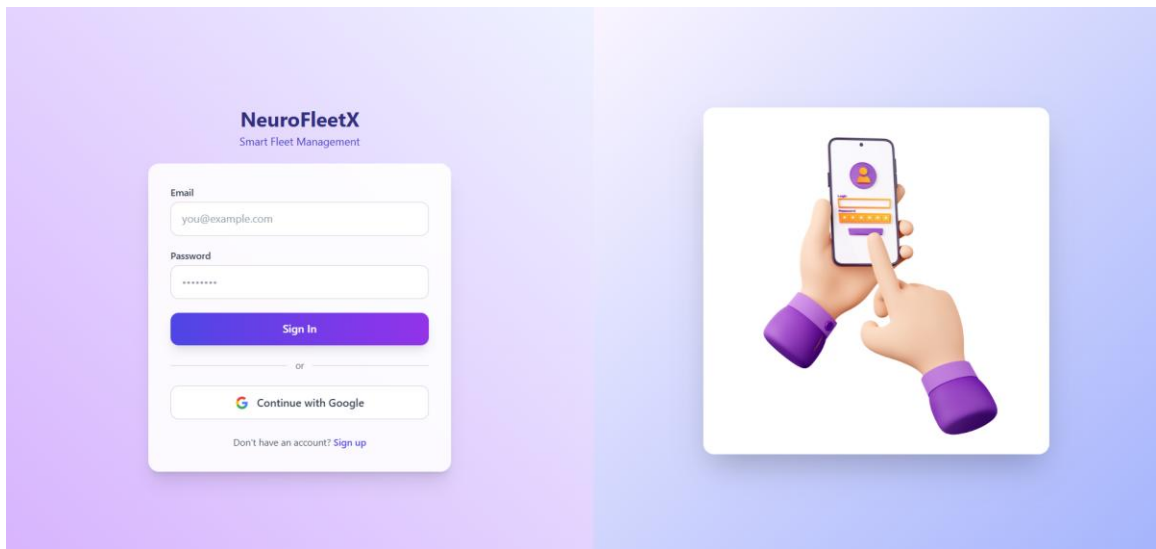 NeuroFleetX
Smart Fleet Management
Email
you@example.com
Password
••••••••
Sign In
or
Continue with Google
Don't have an account? Sign up